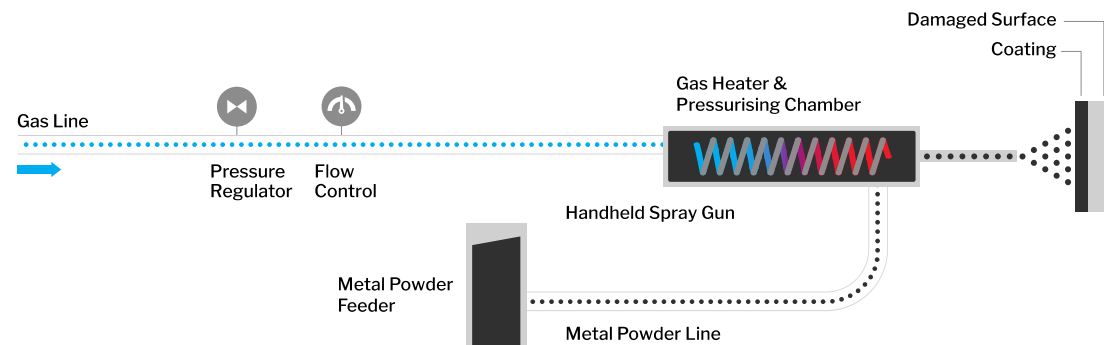 Damaged Surface
Coating
Gas Heater &
Pressurising Chamber
Gas Line
Pressure
Regulator
Flow
Control
Handheld Spray Gun
Metal Powder
Feeder
Metal Powder Line